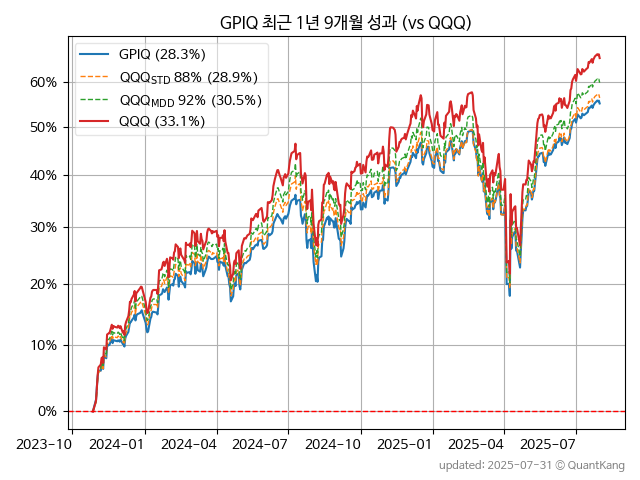 GPIQ 최근 1년 9개월 성과 (vs QQQ)
GPIQ (28.3%)
QQQSTD 88% (28.9%)
QQQMDD 92% (30.5%)
QQQ (33.1%)
60%
50%
40%
30%
20%
10%
0%
2023-10 2024-01 2024-04 2024-07 2024-10 2025-01 2025-04 2025-07
updated: 2025-07-31 © QuantKang